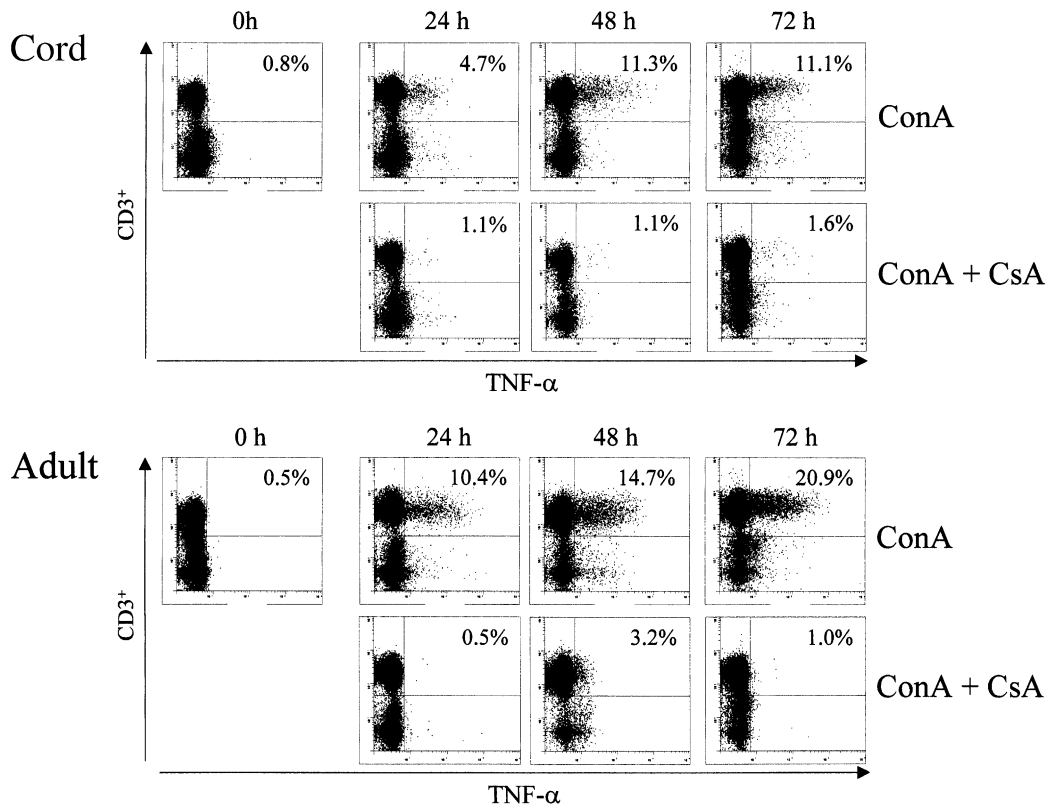 0h 24 h 48 h 72 h
Cord
0.8% 4.7% 11.3% 11.1%
ConA
CD3+
1.1% 1.1% 1.6%
ConA + CsA
TNF-α
0 h 24 h 48 h 72 h
Adult
0.5% 10.4% 14.7% 20.9%
ConA
CD3+
0.5% 3.2% 1.0%
ConA + CsA
TNF-α